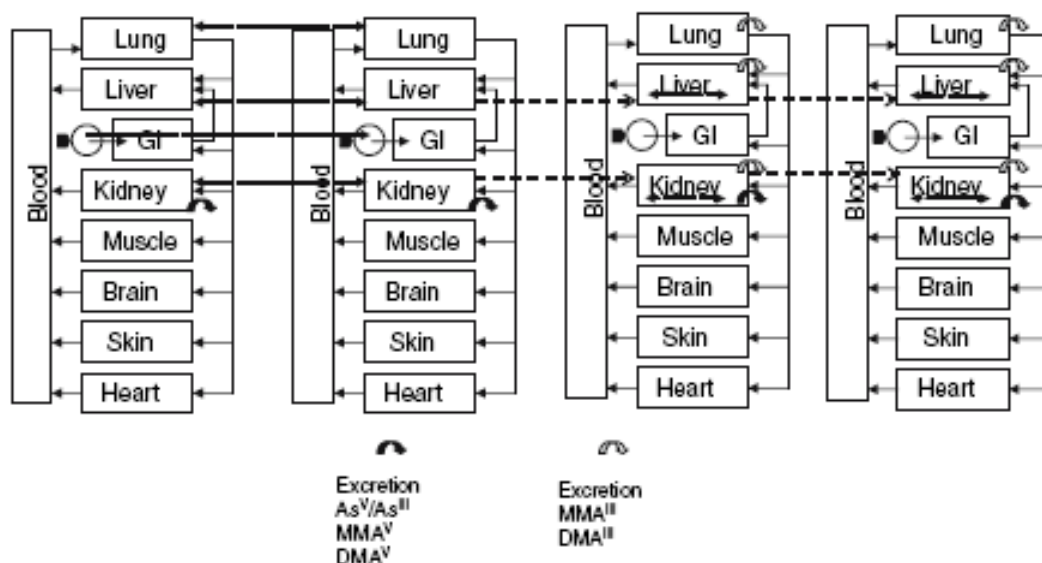 Lung Lung Lung Lung
Liver Liver Liver Liver
GI GI GI GI
Kidney Kidney Kidney Kidney
Blood Blood Blood Blood
Muscle Muscle Muscle Muscle
Brain Brain Brain Brain
Skin Skin Skin Skin
Heart Heart Heart Heart
Excretion
As^V/As^III
MMA^V
DMA^V
Excretion
MMA^III
DMA^III